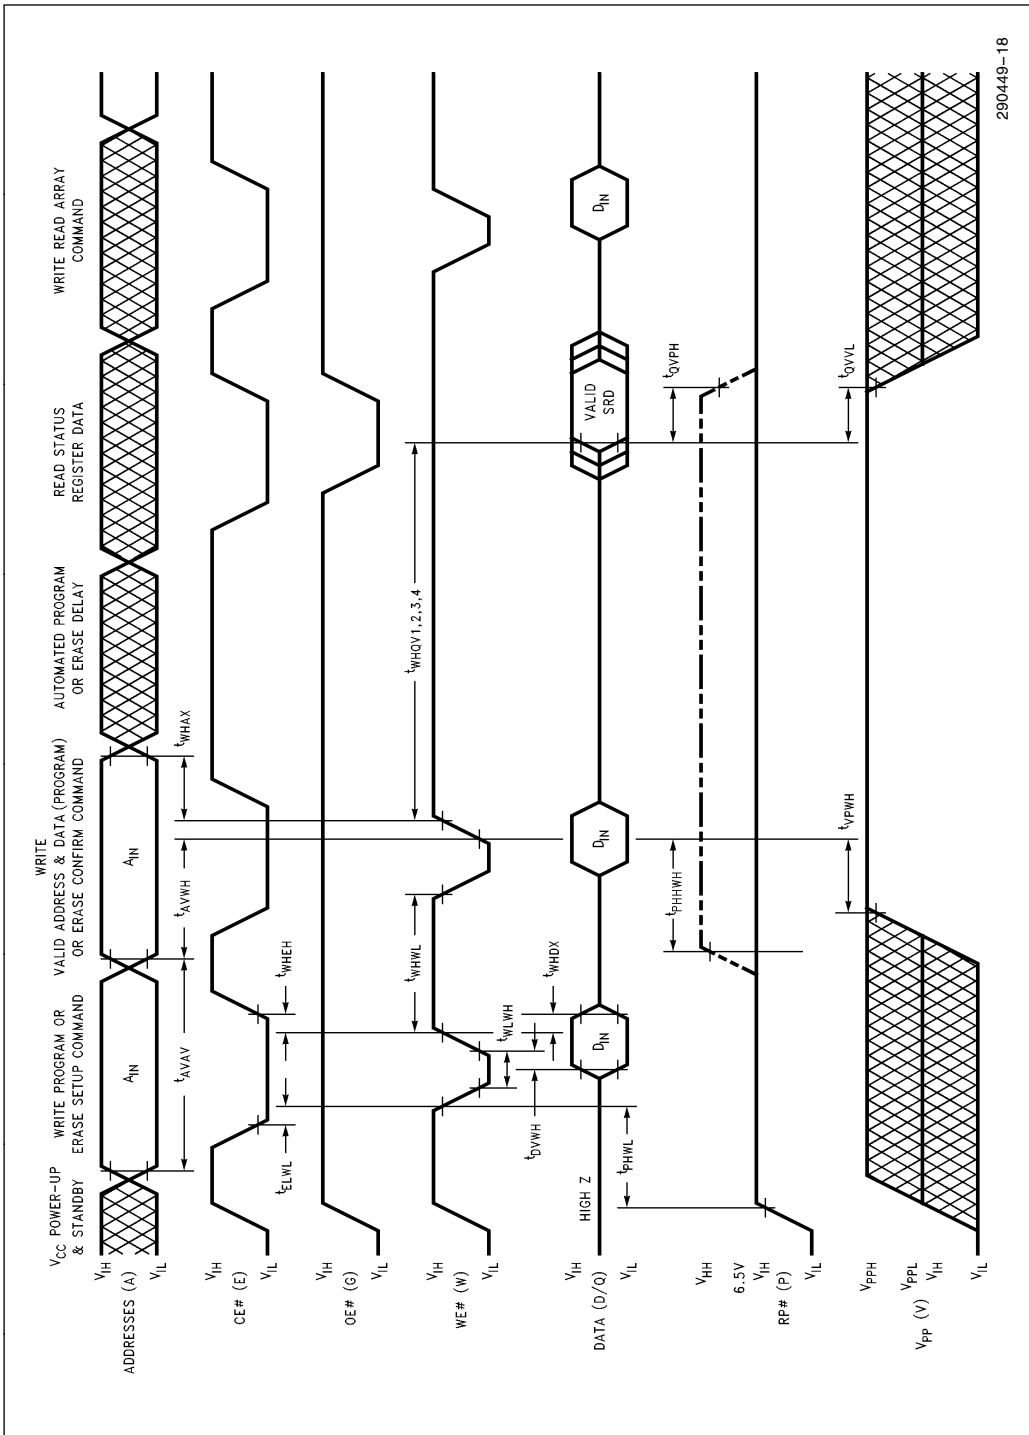 V_CC POWER-UP
& STANDBY
WRITE PROGRAM OR
ERASE SETUP COMMAND
WRITE
VALID ADDRESS & DATA (PROGRAM)
OR ERASE CONFIRM COMMAND
AUTOMATED PROGRAM
OR ERASE DELAY
READ STATUS
REGISTER DATA
WRITE READ ARRAY
COMMAND
ADDRESSES (A)
V_IH
V_IL
A_IN
A_IN
t_AVAV
t_AVWH
t_WHAX
CE# (E)
V_IH
V_IL
t_ELWL
t_WHEH
OE# (G)
V_IH
V_IL
t_WHWL
t_WHQV1,2,3,4
WE# (W)
V_IH
V_IL
t_WLWH
t_DVWH
t_WHDX
DATA (D/Q)
V_IH
V_IL
HIGH Z
D_IN
D_IN
VALID
SRD
D_IN
t_PHWL
t_PHHWH
t_QVPH
V_HH
6.5V
V_IH
RP# (P)
V_IL
t_VPWH
t_QVVL
V_PPH
V_PPL
V_PP (V)
V_IH
V_IL
290449-18